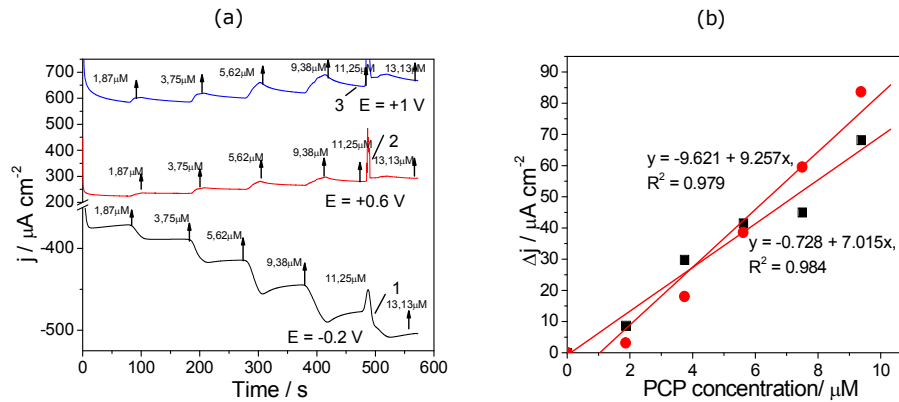 (a)
j / μA cm⁻²
700
650
600
550
500
450
300
250
200
-400
-500
1,87μM
3,75μM
5,62μM
9,38μM
11,25μM
13,13μM
3
E = +1 V
1,87μM
3,75μM
5,62μM
9,38μM
11,25μM
13,13μM
2
E = +0.6 V
1,87μM
3,75μM
5,62μM
9,38μM
11,25μM
13,13μM
1
E = -0.2 V
0 100 200 300 400 500 600
Time / s
(b)
Δj / μA cm⁻²
90
80
70
60
50
40
30
20
10
0
y = -9.621 + 9.257x,
R² = 0.979
y = -0.728 + 7.015x,
R² = 0.984
0 2 4 6 8 10
PCP concentration/ μM